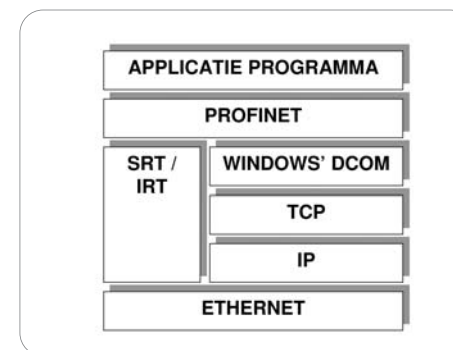 APPLICATIE PROGRAMMA
PROFINET
SRT /
IRT
WINDOWS' DCOM
TCP
IP
ETHERNET